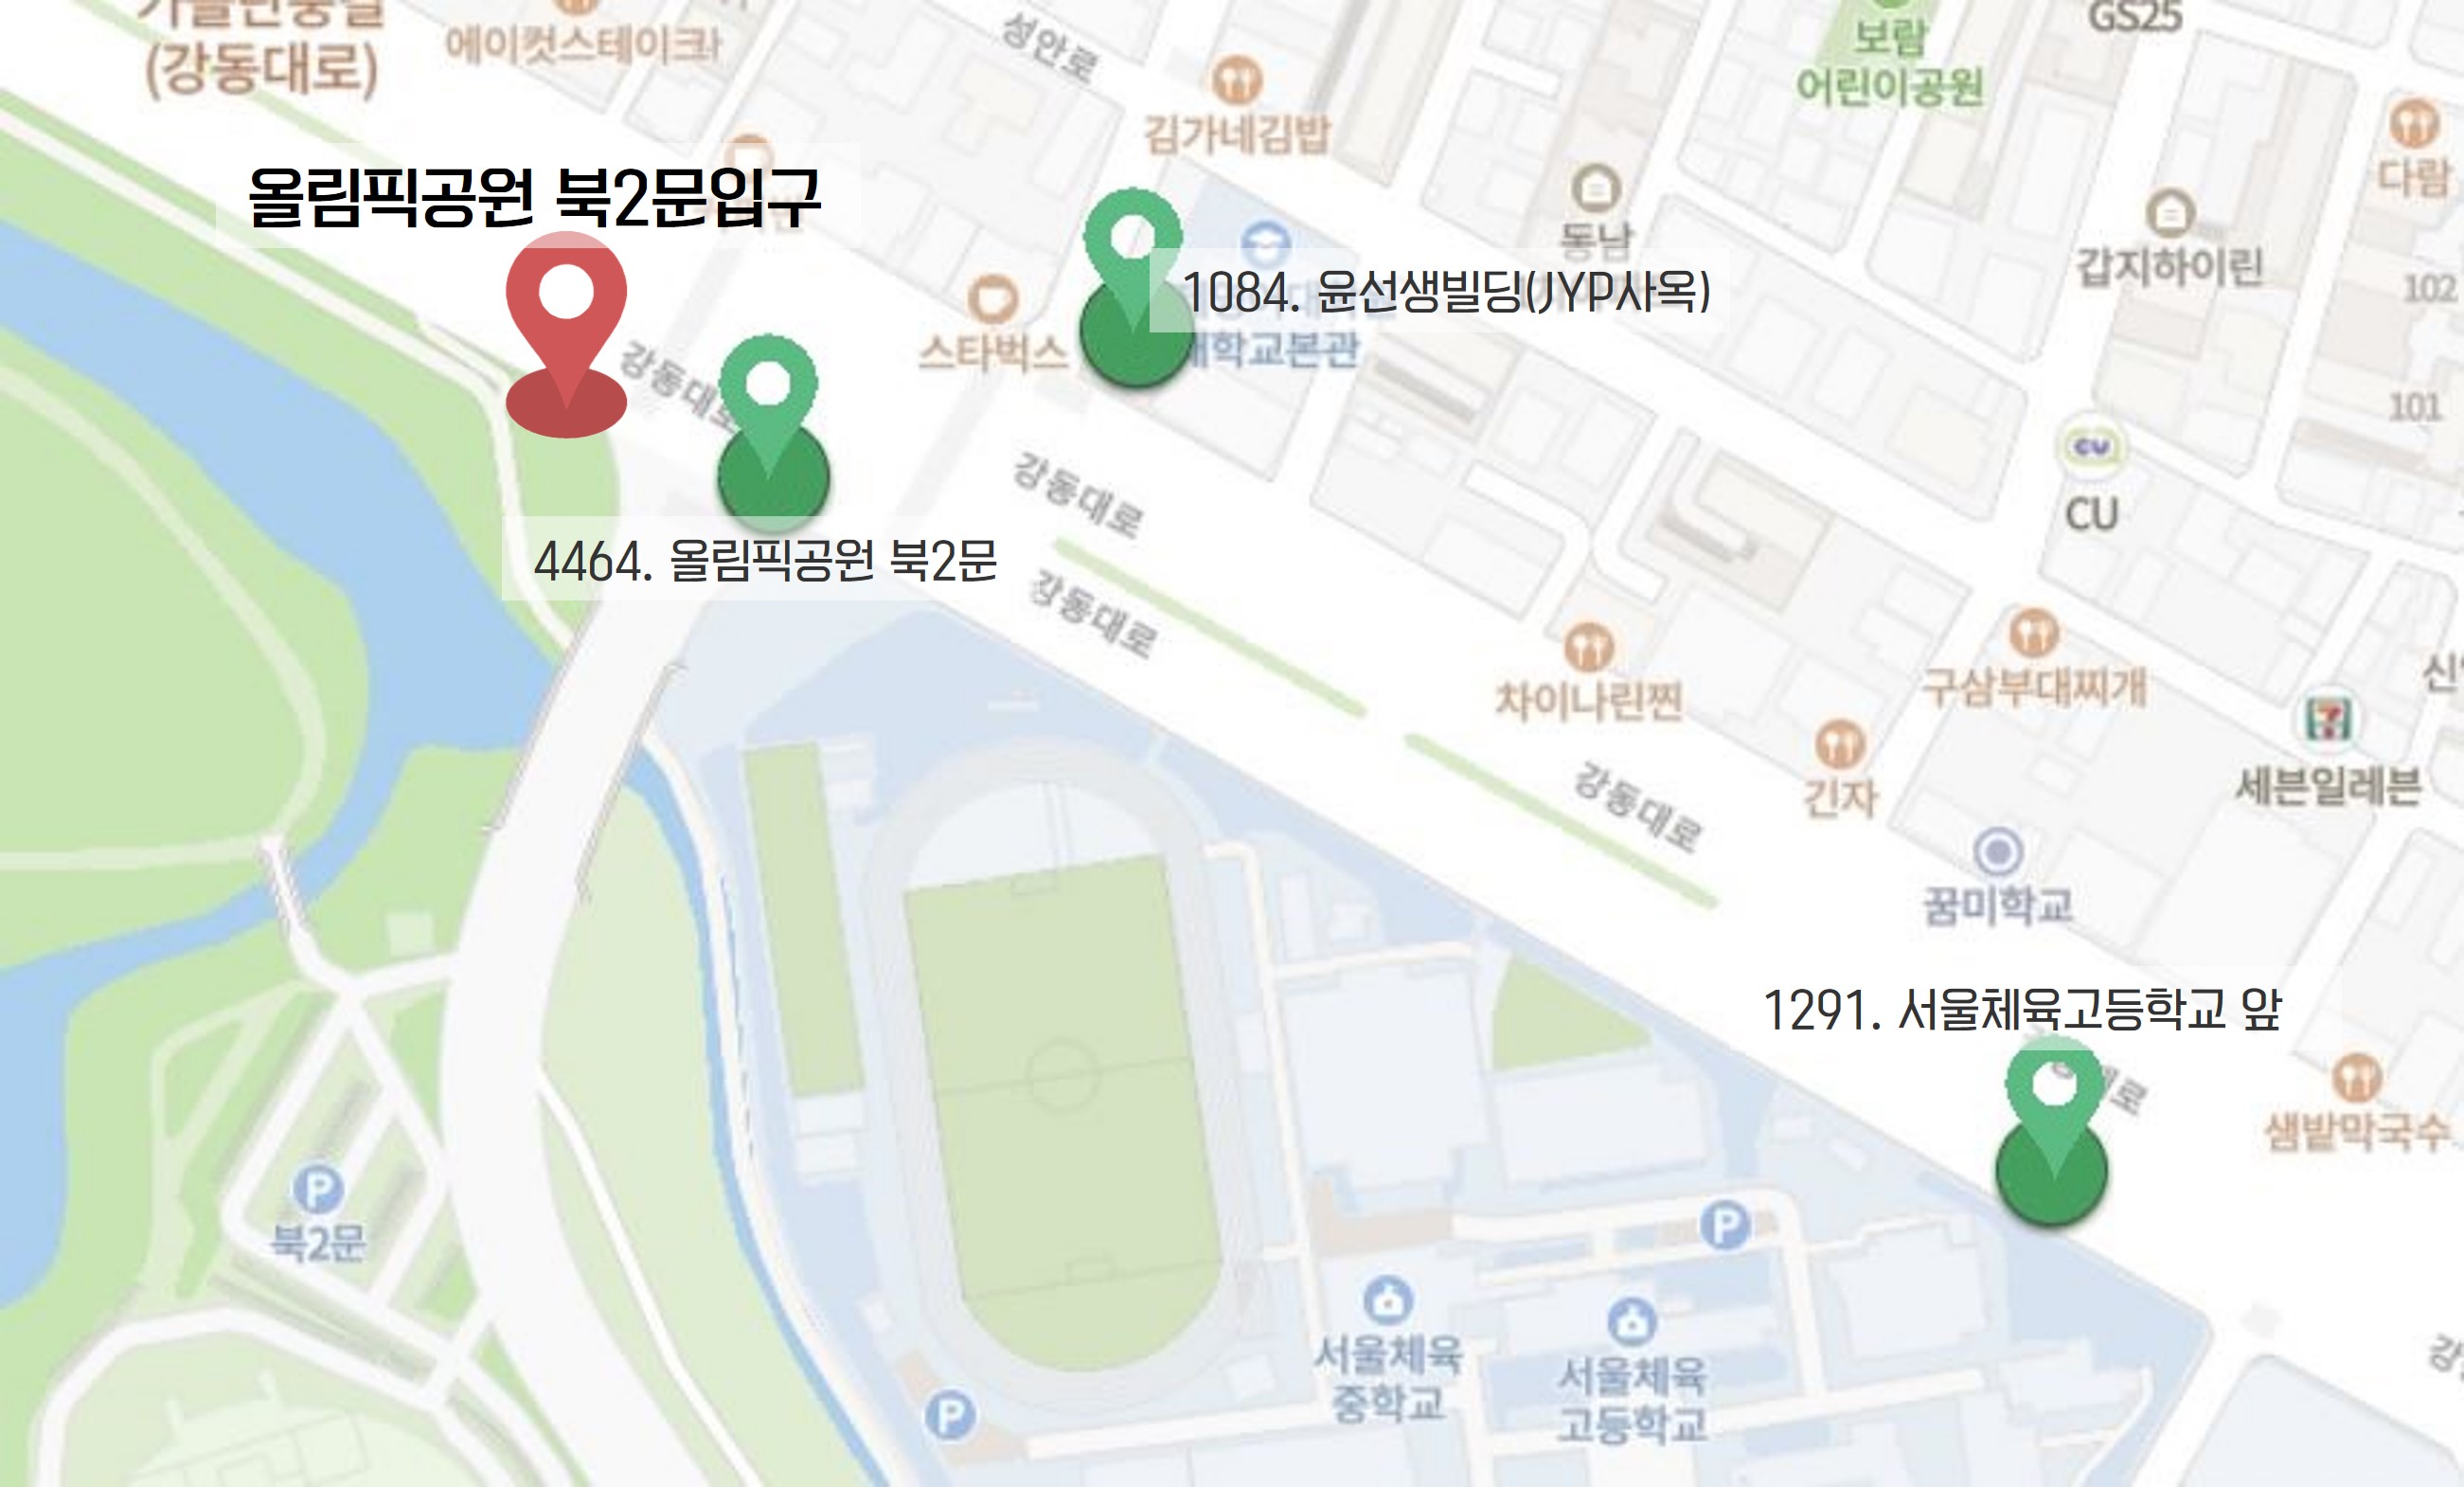 (강동대로)
에이컷스테이크
성안로
김가네김밥
보람
어린이공원
GS25
다람
올림픽공원 북2문입구
동남
갑지하이린
102
1084. 윤선생빌딩(JYP사옥)
스타벅스
학교본관
강동대로
101
CU
CU
강동대로
4464. 올림픽공원 북2문
강동대로
차이나린찐
구삼부대찌개
7
세븐일레븐
강동대로
긴자
꿈미학교
1291. 서울체육고등학교 앞
샘밭막국수
P
북2문
P
서울체육
중학교
서울체육
고등학교
P